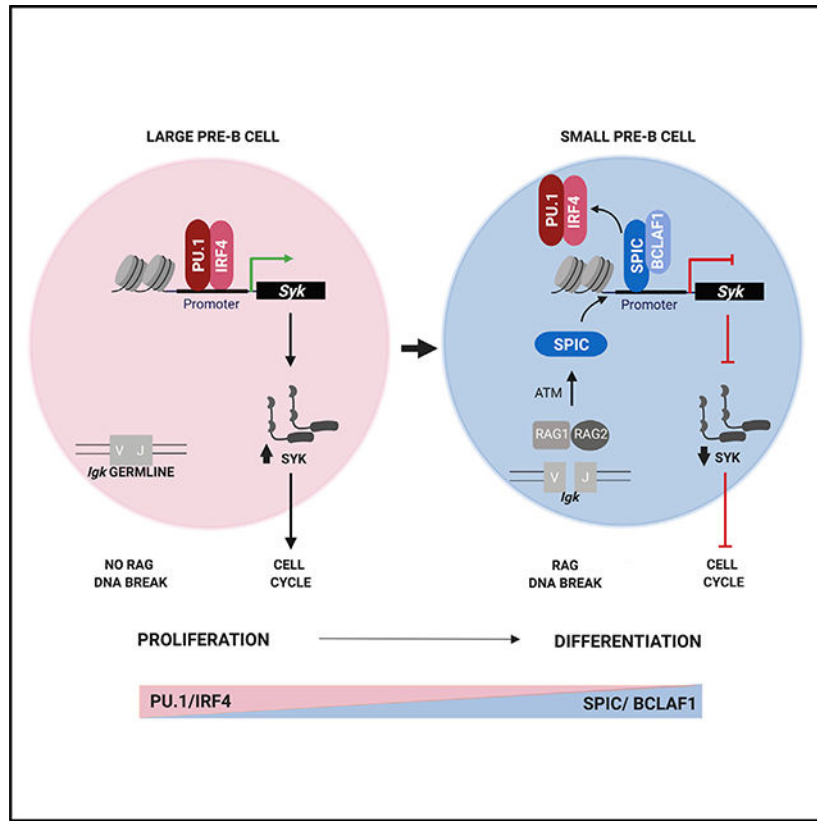 LARGE PRE-B CELL
PU.1
IRF4
Promoter
Syk
V J
Igk GERMLINE
SYK
NO RAG
DNA BREAK
CELL
CYCLE
SMALL PRE-B CELL
PU.1
IRF4
SPIC
BCLAF1
Promoter
Syk
SPIC
ATM
RAG1
RAG2
V J
Igk
SYK
RAG
DNA BREAK
CELL
CYCLE
PROLIFERATION
DIFFERENTIATION
PU.1/IRF4
SPIC/ BCLAF1